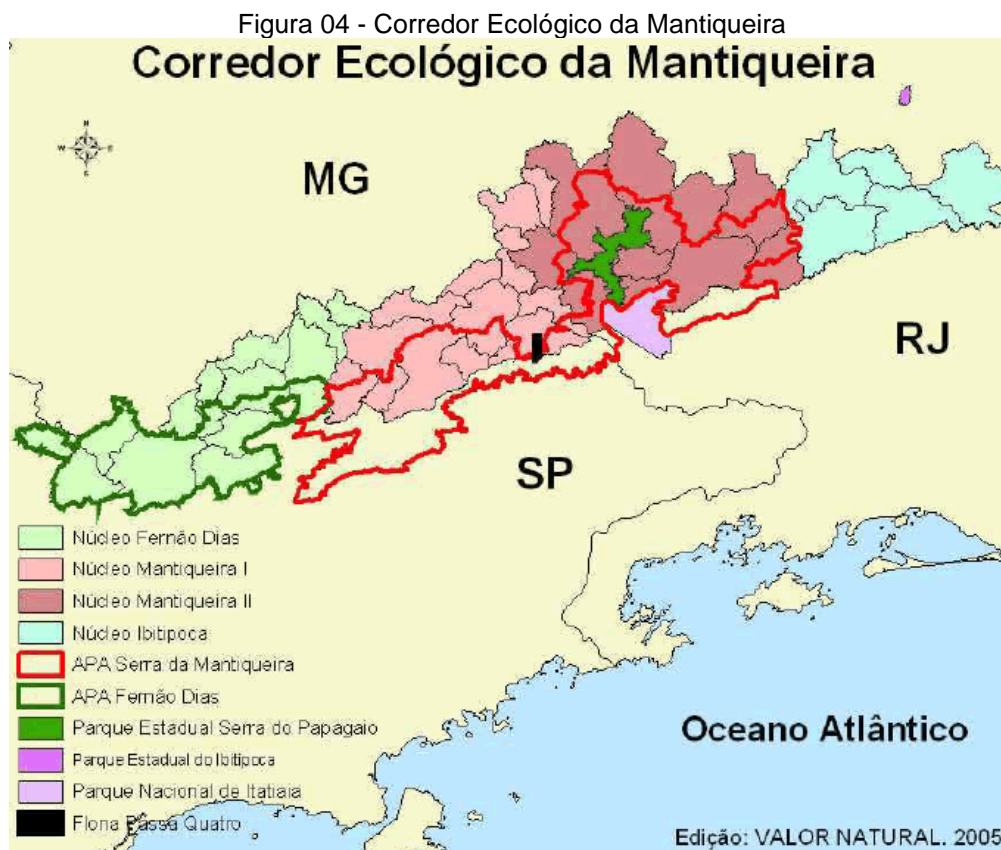 Figura 04 - Corredor Ecológico da Mantiqueira
Corredor Ecológico da Mantiqueira
N
W
E
S
MG
RJ
SP
Núcleo Fernão Dias
Núcleo Mantiqueira I
Núcleo Mantiqueira II
Núcleo Ibitipoca
APA Serra da Mantiqueira
APA Fernão Dias
Parque Estadual Serra do Papagaio
Parque Estadual do Ibitipoca
Parque Nacional de Itatiaia
Flona Passa Quatro
Oceano Atlântico
Edição: VALOR NATURAL. 2005